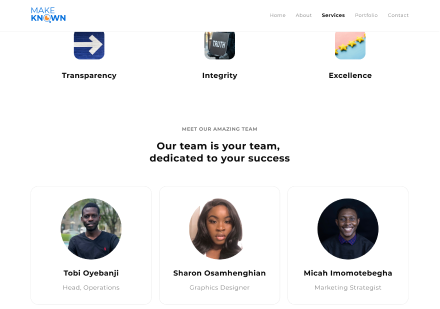 MAKE
KNOWN
Home About Services Portfolio Contact
TRUTH
Transparency Integrity Excellence
MEET OUR AMAZING TEAM
Our team is your team,
dedicated to your success
Tobi Oyebanji Sharon Osamhenghian Micah Imomotebegha
Head, Operations Graphics Designer Marketing Strategist